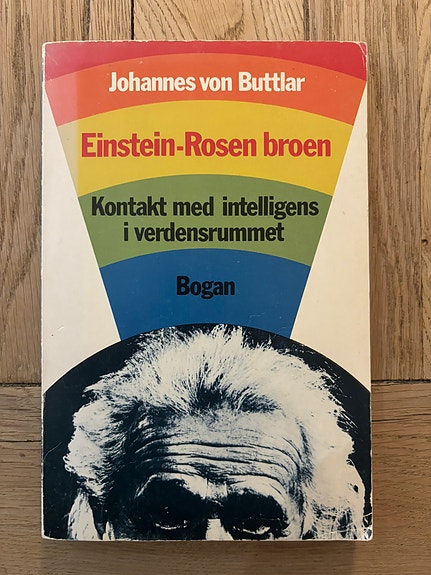 Johannes von Buttlar
Einstein-Rosen broen
Kontakt med intelligens
i verdensrummet
Bogan